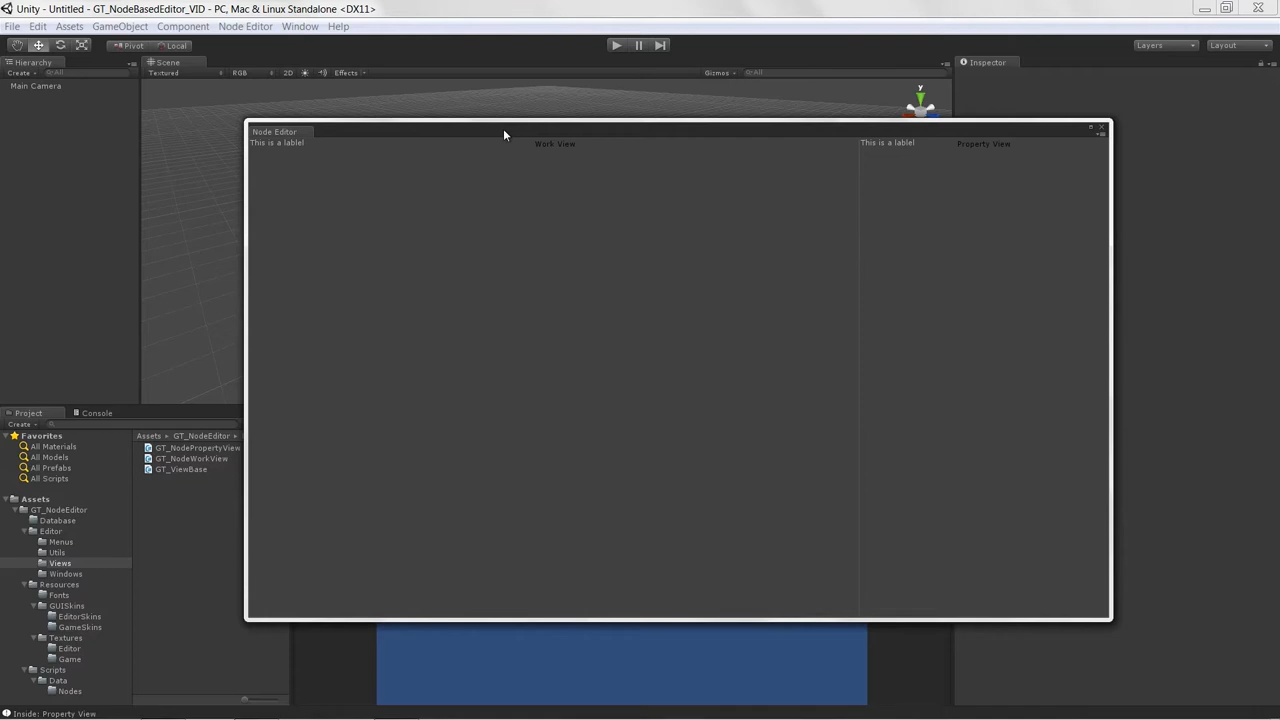 Unity - Untitled - GT_NodeBasedEditor_VID - PC, Mac & Linux Standalone <DX11>
File Edit Assets GameObject Component Node Editor Window Help
Pivot Local Layers Layout
Hierarchy Scene Inspector
Create All Textured RGB 2D Effects Gizmos All
Main Camera
y
Node Editor
This is a lable! Work View This is a lable! Property View
Project Console
Create
Favorites
All Materials
All Models
All Prefabs
All Scripts
Assets
GT_NodeEditor
Database
Editor
Menus
Utils
Views
Windows
Resources
Fonts
GUISkins
EditorSkins
GameSkins
Textures
Editor
Game
Scripts
Data
Nodes
Assets GT_NodeEditor
GT_NodePropertyView
GT_NodeWorkView
GT_ViewBase
Inside: Property View